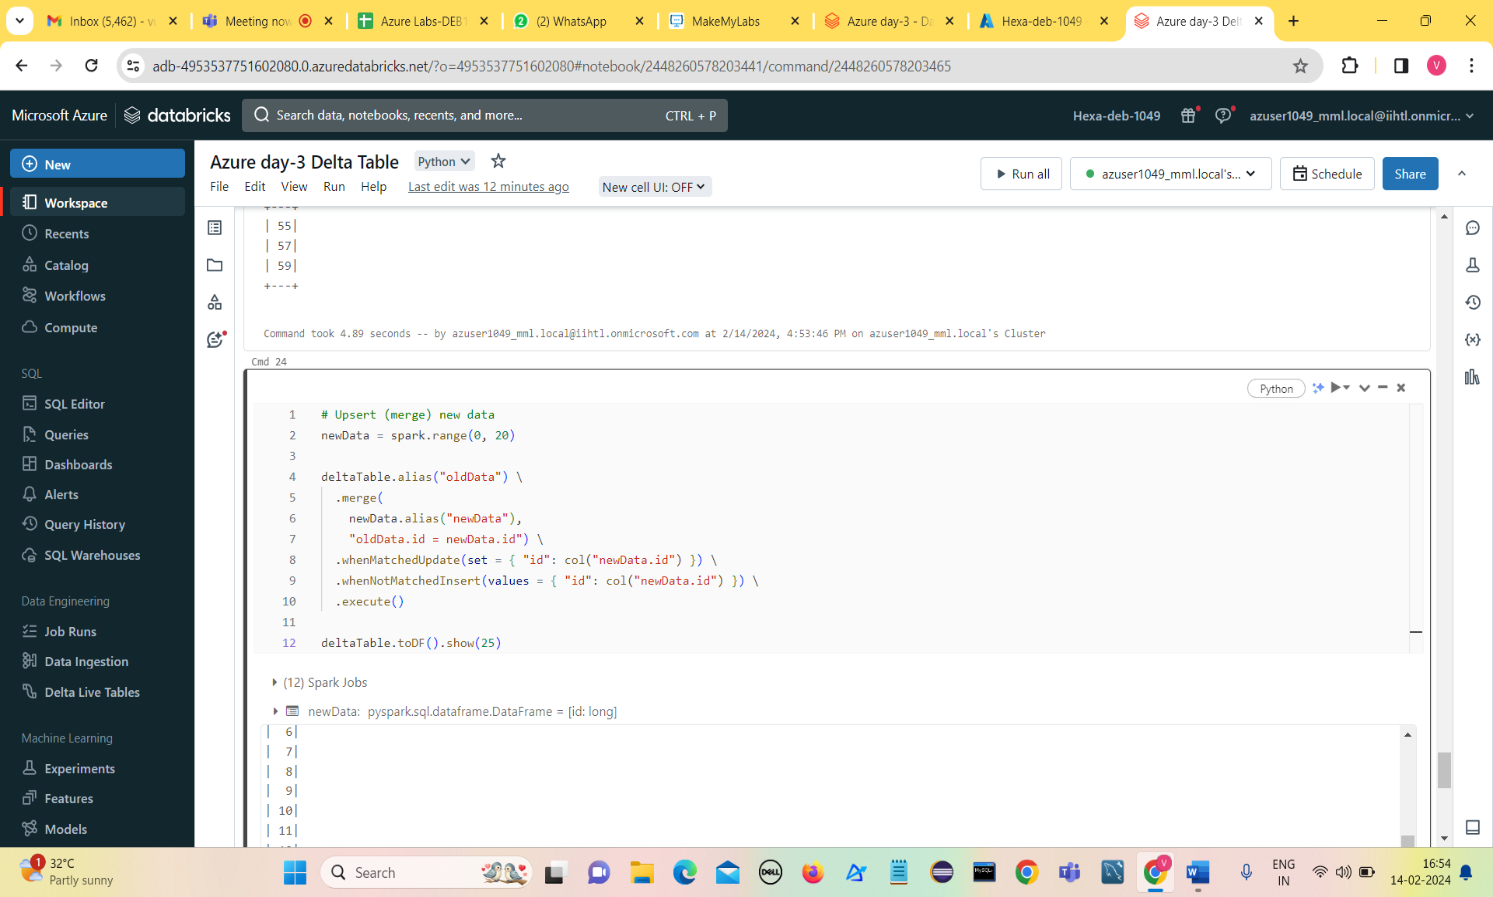 Inbox (5,462) - vi
Meeting now
Azure Labs-DEB1
(2) WhatsApp
MakeMyLabs
Azure day-3 - Da
Hexa-deb-1049
Azure day-3 Delt
adb-4953537751602080.0.azuredatabricks.net/?o=4953537751602080#notebook/2448260578203441/command/2448260578203465
V
Microsoft Azure
databricks
Search data, notebooks, recents, and more...
CTRL + P
Hexa-deb-1049
azuser1049_mml.local@iihtl.onmicr...
New
Workspace
Recents
Catalog
Workflows
Compute
SQL
SQL Editor
Queries
Dashboards
Alerts
Query History
SQL Warehouses
Data Engineering
Job Runs
Data Ingestion
Delta Live Tables
Machine Learning
Experiments
Features
Models
Azure day-3 Delta Table
Python
File Edit View Run Help Last edit was 12 minutes ago New cell UI: OFF
Run all
azuser1049_mml.local's...
Schedule
Share
+---+
| 55|
| 57|
| 59|
+---+
Command took 4.89 seconds -- by azuser1049_mml.local@iihtl.onmicrosoft.com at 2/14/2024, 4:53:46 PM on azuser1049_mml.local's Cluster
Cmd 24
Python
1 # Upsert (merge) new data
2 newData = spark.range(0, 20)
3
4 deltaTable.alias("oldData") \
5 .merge(
6 newData.alias("newData"),
7 "oldData.id = newData.id") \
8 .whenMatchedUpdate(set = { "id": col("newData.id") }) \
9 .whenNotMatchedInsert(values = { "id": col("newData.id") }) \
10 .execute()
11
12 deltaTable.toDF().show(25)
(12) Spark Jobs
newData: pyspark.sql.dataframe.DataFrame = [id: long]
| 6|
| 7|
| 8|
| 9|
| 10|
| 11|
1
32°C
Partly sunny
Search
DELL
MySQL
V
W
ENG
IN
16:54
14-02-2024